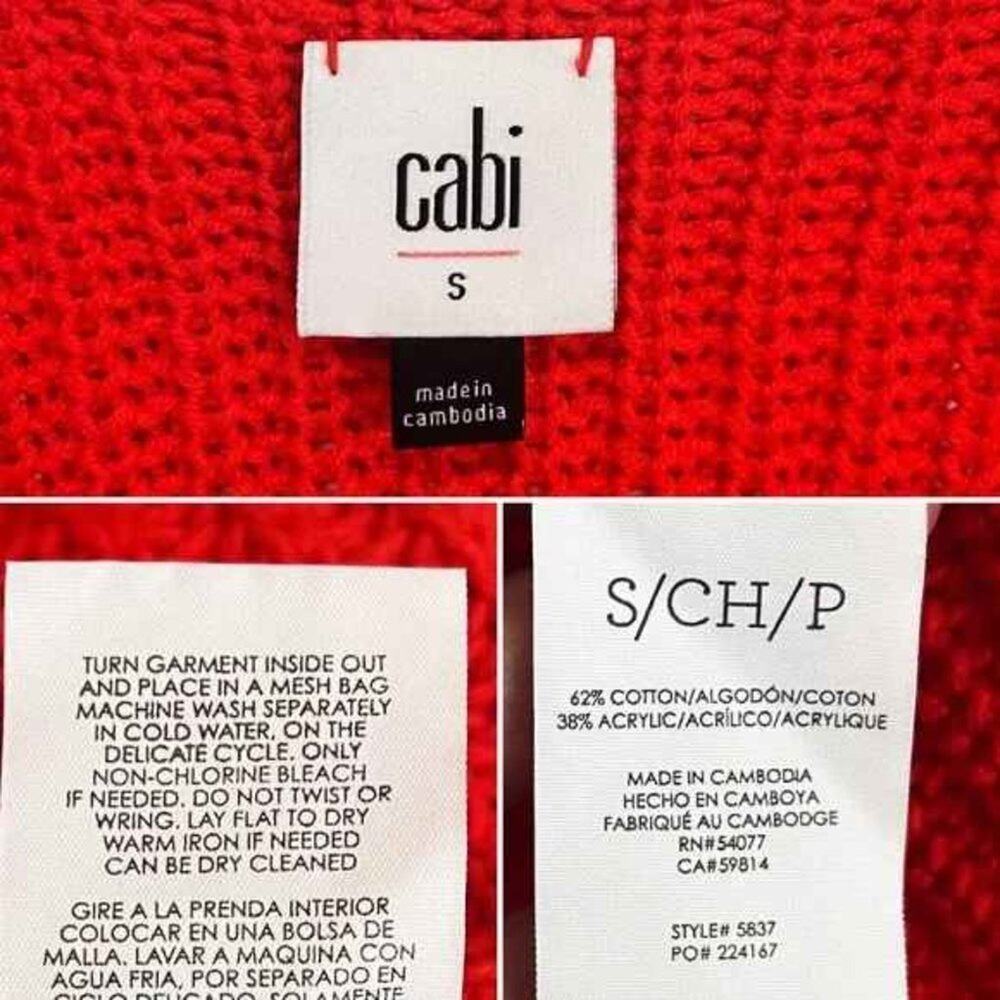 cabi
S
made in
cambodia
TURN GARMENT INSIDE OUT
AND PLACE IN A MESH BAG
MACHINE WASH SEPARATELY
IN COLD WATER, ON THE
DELICATE CYCLE. ONLY
NON-CHLORINE BLEACH
IF NEEDED. DO NOT TWIST OR
WRING. LAY FLAT TO DRY
WARM IRON IF NEEDED
CAN BE DRY CLEANED
GIRE A LA PRENDA INTERIOR
COLOCAR EN UNA BOLSA DE
MALLA. LAVAR A MAQUINA CON
AGUA FRIA, POR SEPARADO EN
CICLO DELICADO. SOLAMENTE
S/CH/P
62% COTTON/ALGODÓN/COTON
38% ACRYLIC/ACRÍLICO/ACRYLIQUE
MADE IN CAMBODIA
HECHO EN CAMBOYA
FABRIQUÉ AU CAMBODGE
RN#54077
CA#59814
STYLE# 5837
PO# 224167